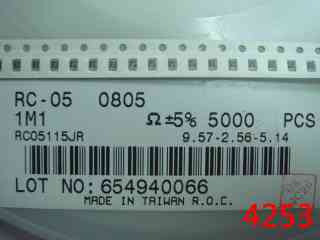 RC-05 0805
1M1 Ω ±5% 5000 PCS
RC05115JR 9.57-2.56-5.14
LOT NO: 654940066
MADE IN TAIWAN R.O.C.
4253